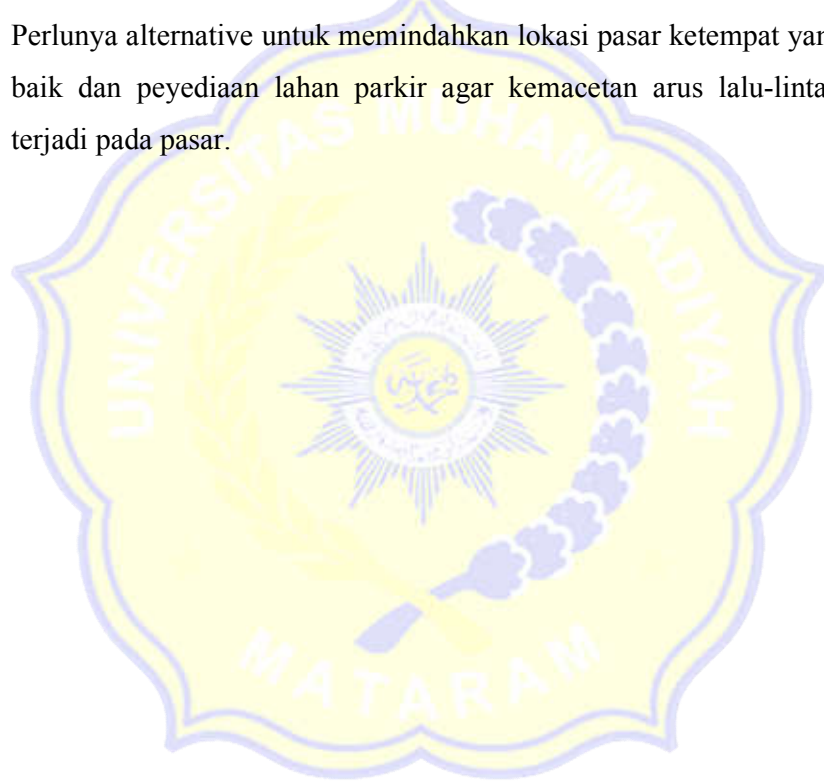 Perlunya alternative untuk memindahkan lokasi pasar ketempat yan
baik dan peyediaan lahan parkir agar kemacetan arus lalu-linta
terjadi pada pasar.
UNIVERSITAS MUHAMMADIYAH
MATARAM